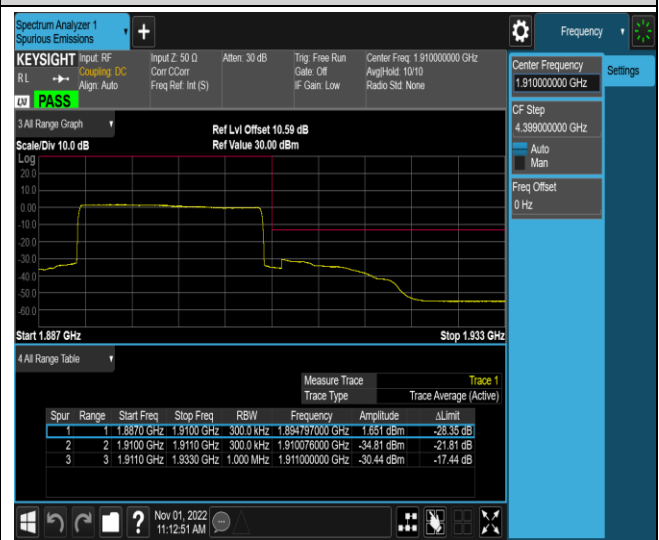 Spectrum Analyzer 1
Spurious Emissions
+
Frequency
KEYSIGHT
RL
LXI PASS
Input: RF
Coupling: DC
Align: Auto
Input Z: 50 Ω
Corr CCorr
Freq Ref: Int (S)
Atten: 30 dB
Trig: Free Run
Gate: Off
IF Gain: Low
Center Freq: 1.910000000 GHz
Avg|Hold: 10/10
Radio Std: None
Center Frequency
1.910000000 GHz
Settings
CF Step
4.399000000 GHz
Auto
Man
Freq Offset
0 Hz
3 All Range Graph
Ref Lvl Offset 10.59 dB
Scale/Div 10.0 dB
Ref Value 30.00 dBm
Log
20.0
10.0
0.00
-10.0
-20.0
-30.0
-40.0
-50.0
-60.0
Start 1.887 GHz
Stop 1.933 GHz
4 All Range Table
Measure Trace Trace 1
Trace Type Trace Average (Active)
Spur Range Start Freq Stop Freq RBW Frequency Amplitude ΔLimit
1 1 1.8870 GHz 1.9100 GHz 300.0 kHz 1.894797000 GHz 1.651 dBm -28.35 dB
2 2 1.9100 GHz 1.9110 GHz 300.0 kHz 1.910076000 GHz -34.81 dBm -21.81 dB
3 3 1.9110 GHz 1.9330 GHz 1.000 MHz 1.911000000 GHz -30.44 dBm -17.44 dB
?
Nov 01, 2022
11:12:51 AM